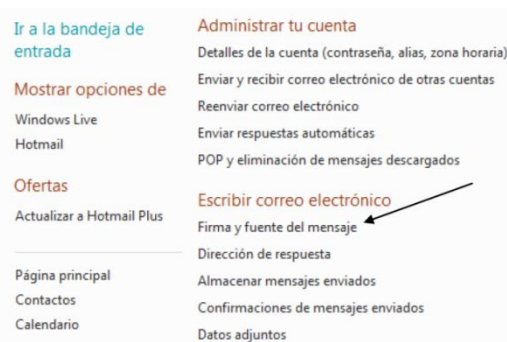 Ir a la bandeja de
entrada
Mostrar opciones de
Windows Live
Hotmail
Ofertas
Actualizar a Hotmail Plus
Página principal
Contactos
Calendario
Administrar tu cuenta
Detalles de la cuenta (contraseña, alias, zona horaria)
Enviar y recibir correo electrónico de otras cuentas
Reenviar correo electrónico
Enviar respuestas automáticas
POP y eliminación de mensajes descargados
Escribir correo electrónico
Firma y fuente del mensaje
Dirección de respuesta
Almacenar mensajes enviados
Confirmaciones de mensajes enviados
Datos adjuntos